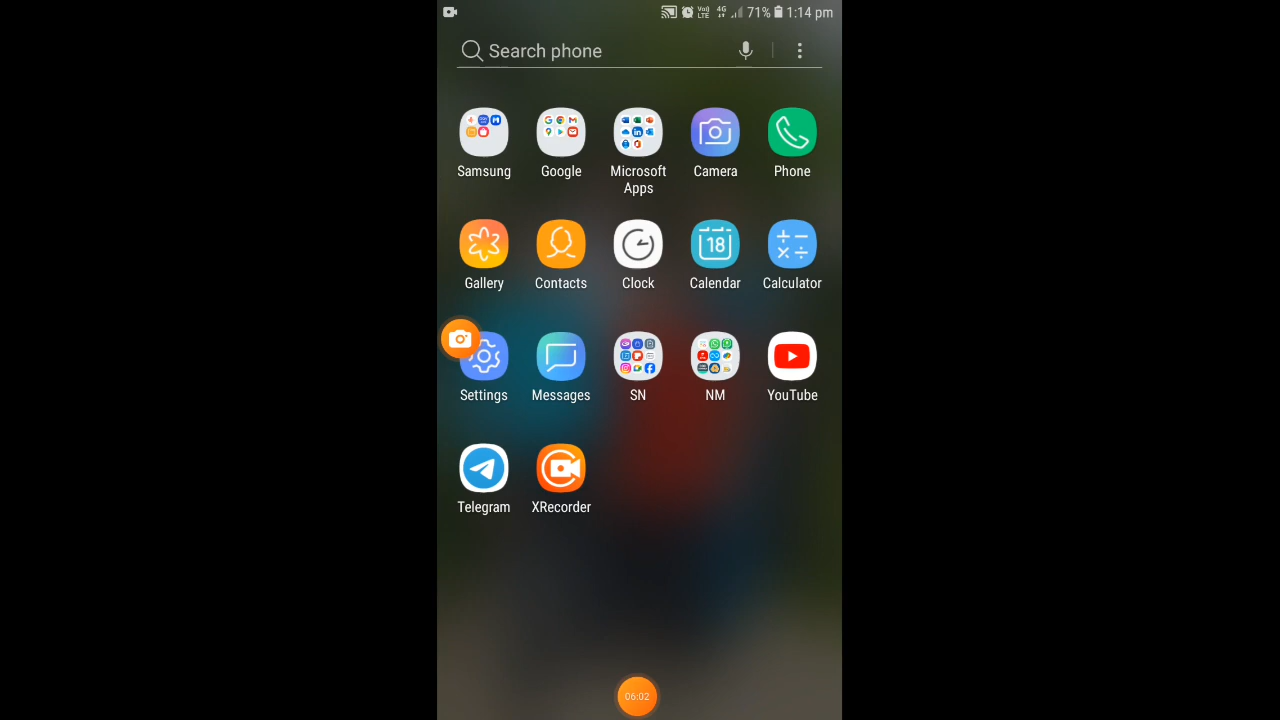 71% 1:14 pm
Search phone
Samsung Google Microsoft Apps Camera Phone
18
Gallery Contacts Clock Calendar Calculator
Settings Messages SN NM YouTube
Telegram XRecorder
06:02